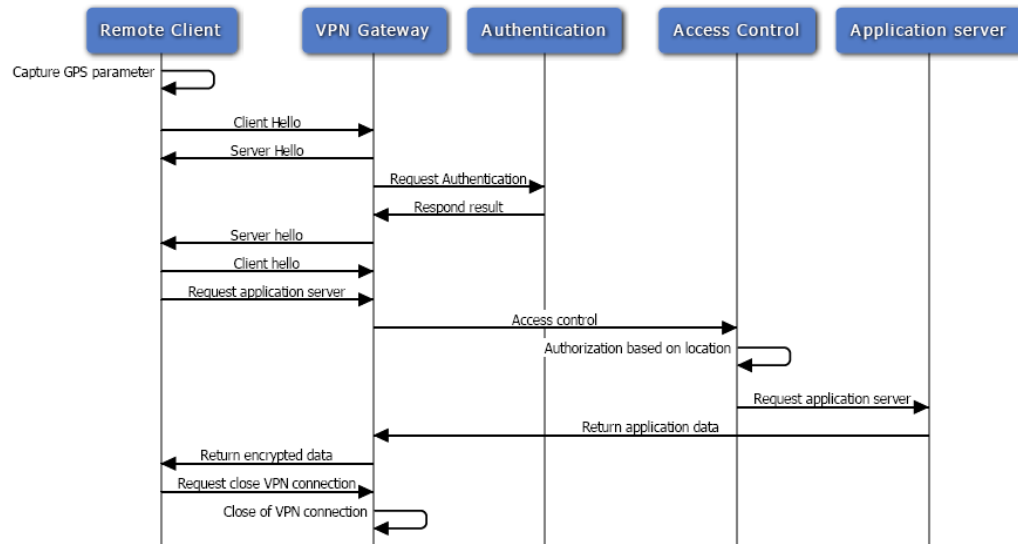 Remote Client
VPN Gateway
Authentication
Access Control
Application server
Capture GPS parameter
Client Hello
Server Hello
Request Authentication
Respond result
Server hello
Client hello
Request application server
Access control
Authorization based on location
Request application server
Return application data
Return encrypted data
Request close VPN connection
Close of VPN connection